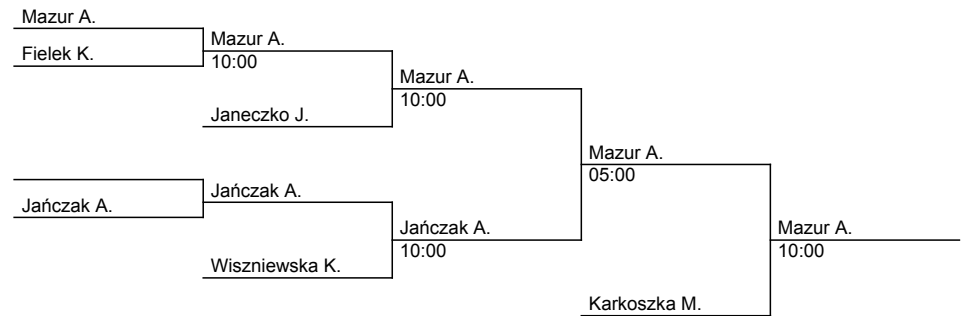 Mazur A.
Fielek K.
Mazur A.
10:00
Janeczko J.
Mazur A.
10:00
Jańczak A.
Jańczak A.
Wiszniewska K.
Jańczak A.
10:00
Mazur A.
05:00
Karkoszka M.
Mazur A.
10:00